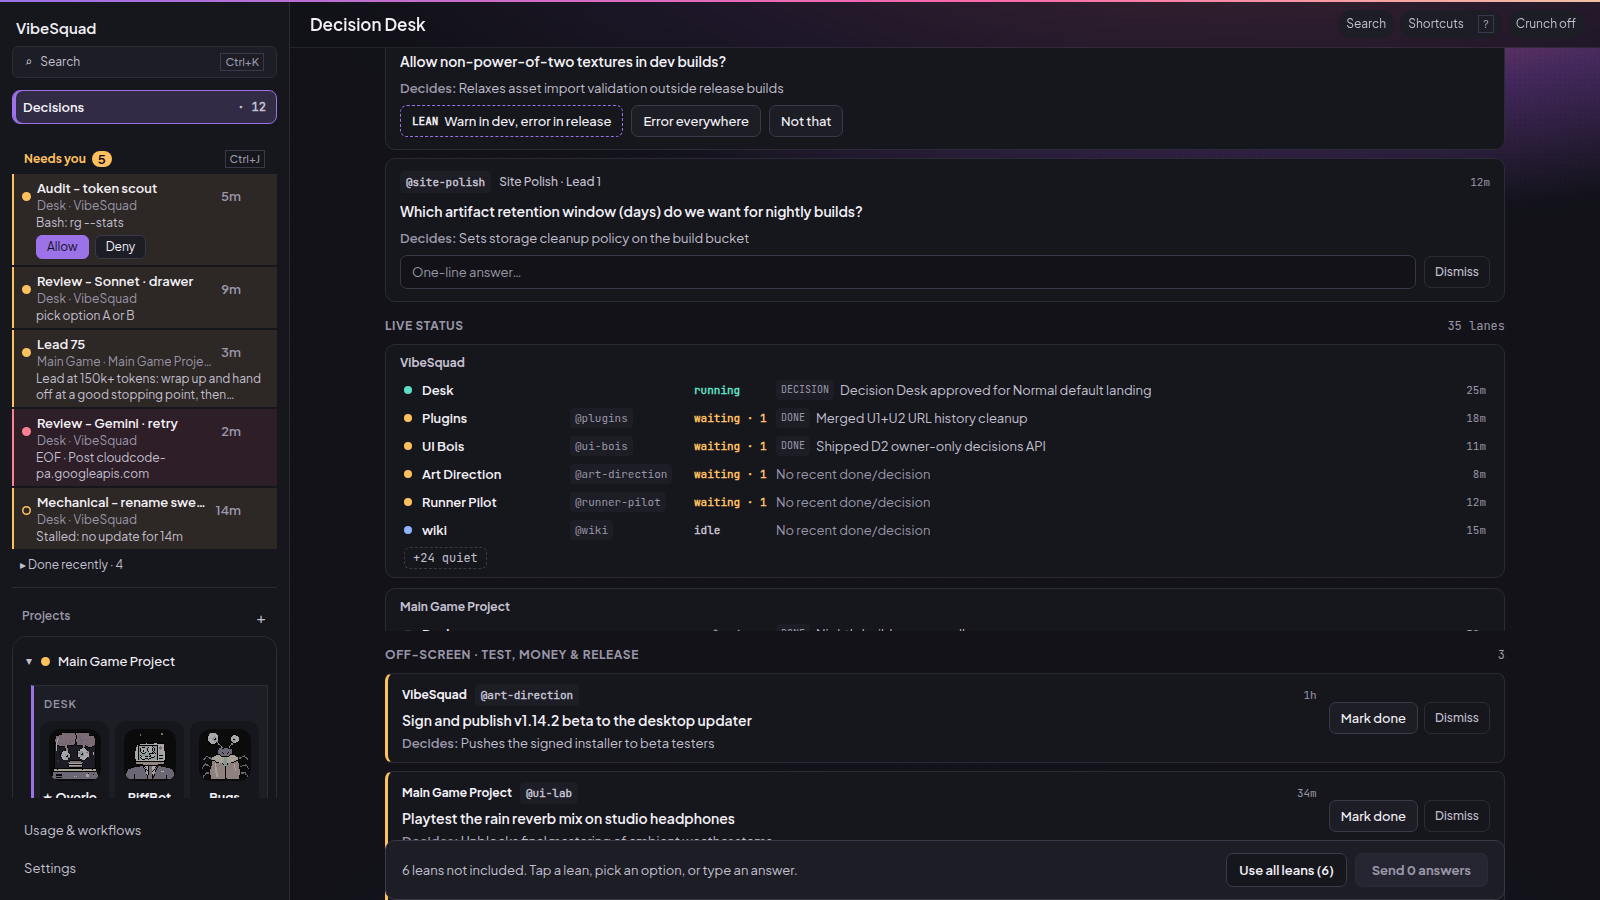 VibeSquad
Search Ctrl+K
Decisions · 12
Needs you 5 Ctrl+J
Audit – token scout 5m
Desk · VibeSquad
Bash: rg --stats
Allow Deny
Review – Sonnet · drawer 9m
Desk · VibeSquad
pick option A or B
Lead 75 3m
Main Game · Main Game Proje…
Lead at 150k+ tokens: wrap up and hand
off at a good stopping point, then…
Review – Gemini · retry 2m
Desk · VibeSquad
EOF · Post cloudcode-
pa.googleapis.com
Mechanical – rename swe… 14m
Desk · VibeSquad
Stalled: no update for 14m
▸ Done recently · 4
Projects +
▾ Main Game Project
DESK
★ Overlo RiffBot Bugs
Usage & workflows
Settings
Decision Desk
Search Shortcuts ? Crunch off
Allow non-power-of-two textures in dev builds?
Decides: Relaxes asset import validation outside release builds
LEAN Warn in dev, error in release Error everywhere Not that
@site-polish Site Polish · Lead 1 12m
Which artifact retention window (days) do we want for nightly builds?
Decides: Sets storage cleanup policy on the build bucket
One-line answer… Dismiss
LIVE STATUS 35 lanes
VibeSquad
Desk running DECISION Decision Desk approved for Normal default landing 25m
Plugins @plugins waiting · 1 DONE Merged U1+U2 URL history cleanup 18m
UI Bois @ui-bois waiting · 1 DONE Shipped D2 owner-only decisions API 11m
Art Direction @art-direction waiting · 1 No recent done/decision 8m
Runner Pilot @runner-pilot waiting · 1 No recent done/decision 12m
wiki @wiki idle No recent done/decision 15m
+24 quiet
Main Game Project
OFF-SCREEN · TEST, MONEY & RELEASE 3
VibeSquad @art-direction 1h
Sign and publish v1.14.2 beta to the desktop updater
Decides: Pushes the signed installer to beta testers
Mark done Dismiss
Main Game Project @ui-lab 34m
Playtest the rain reverb mix on studio headphones
Mark done Dismiss
6 leans not included. Tap a lean, pick an option, or type an answer.
Use all leans (6) Send 0 answers